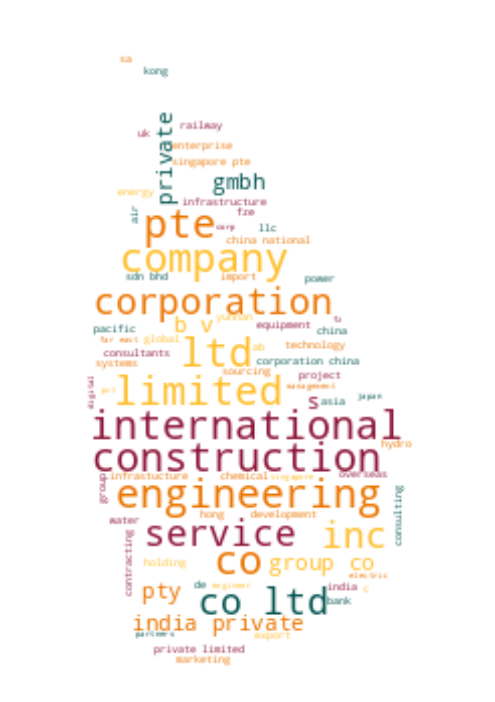 sa
kong
private
railway
uk
enterprise
singapore pte
gmbh
energy
infrastructure
air
fze
pte
corp
llc
china national
company
sdn bhd
import
power
corporation
yunnan
b v
pacific
equipment
china
far east
global
ltd
ab
technology
consultants
corporation china
systems
sourcing
project
digital
limited
management
s
asia
japan
international
hydro
construction
group
infrastucture
chemical
singapore
overseas
engineering
consulting
hong
development
water
service
inc
contracting
holding
co
group co
electric
pty
de
engineer
india
c
co ltd
bank
india private
partners
export
private limited
marketing